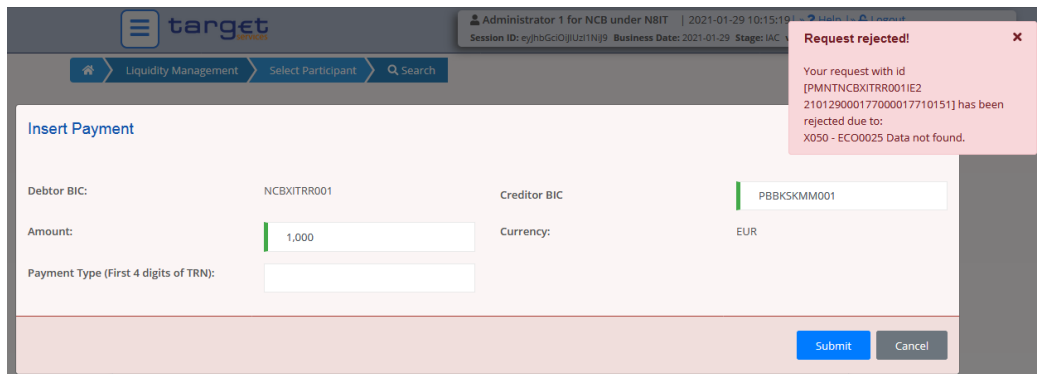 target
services
Administrator 1 for NCB under N8IT | 2021-01-29 10:15:19 | » ? Help | » Logout
Session ID: eyJhbGciOiJIUzI1NiJ9 Business Date: 2021-01-29 Stage: IAC
Liquidity Management
Select Participant
Search
Request rejected!
Your request with id
[PMNTNCBXITRR001IE2
210129000177000017710151] has been
rejected due to:
X050 - ECO0025 Data not found.
Insert Payment
Debtor BIC: NCBXITRR001 Creditor BIC PBBKSKMM001
Amount: 1,000 Currency: EUR
Payment Type (First 4 digits of TRN):
Submit Cancel